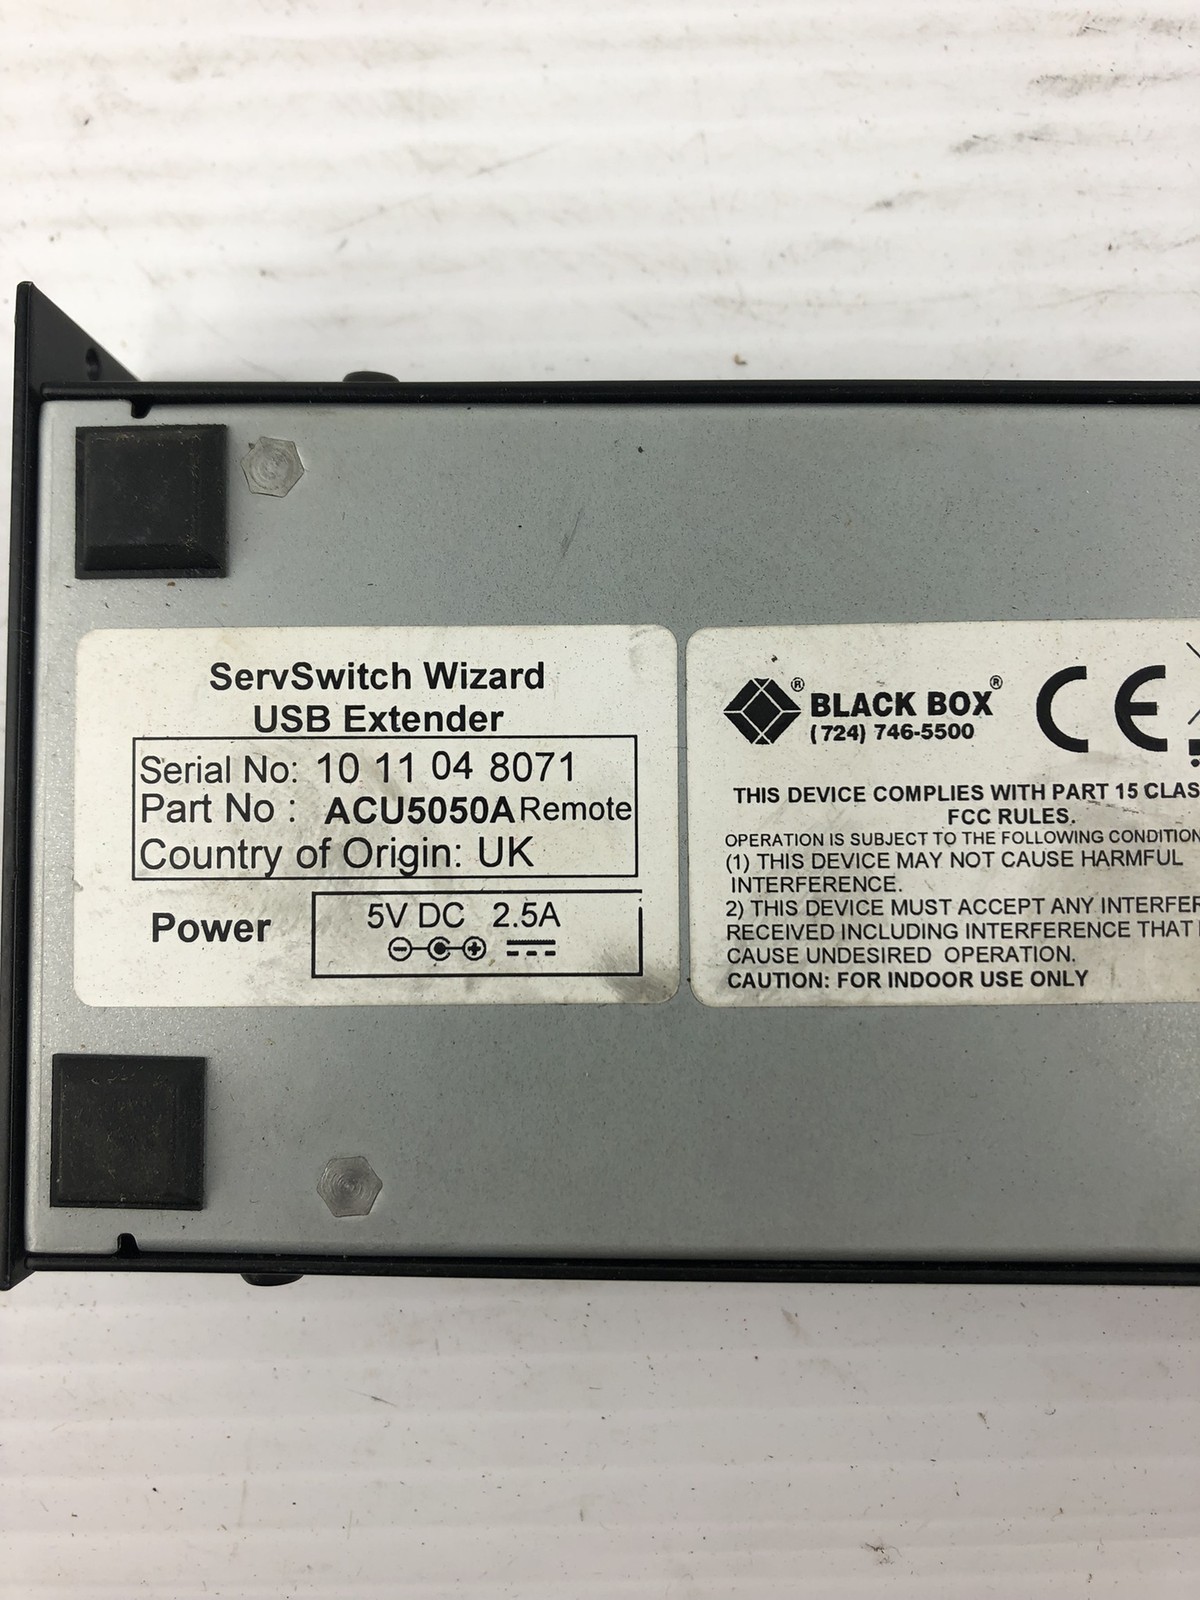 ServSwitch Wizard
USB Extender
Serial No: 10 11 04 8071
Part No : ACU5050A Remote
Country of Origin: UK
Power
5V DC 2.5A
® BLACK BOX®
(724) 746-5500
CE
THIS DEVICE COMPLIES WITH PART 15
FCC RULES.
OPERATION IS SUBJECT TO THE FOLLOWING
(1) THIS DEVICE MAY NOT CAUSE HARMFUL
INTERFERENCE.
2) THIS DEVICE MUST ACCEPT ANY
RECEIVED INCLUDING INTERFERENCE THAT
CAUSE UNDESIRED OPERATION.
CAUTION: FOR INDOOR USE ONLY